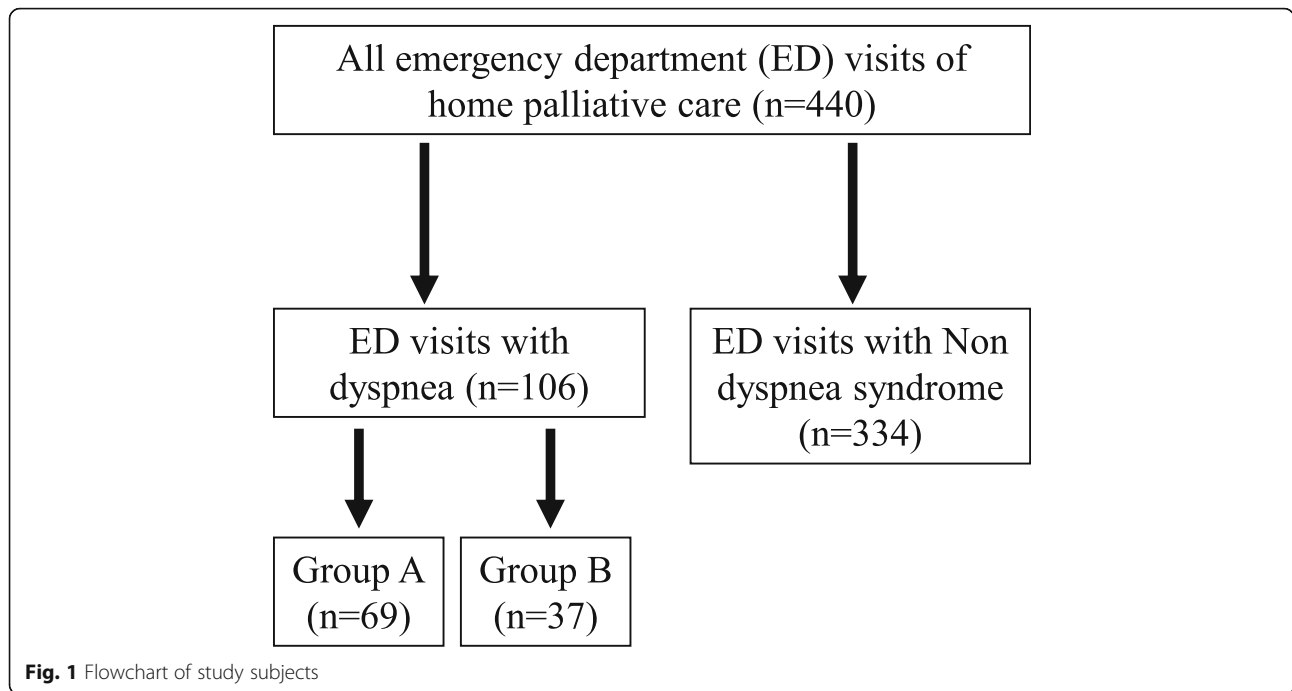 All emergency department (ED) visits of
home palliative care (n=440)
ED visits with
dyspnea (n=106)
ED visits with Non
dyspnea syndrome
(n=334)
Group A
(n=69)
Group B
(n=37)
Fig. 1 Flowchart of study subjects